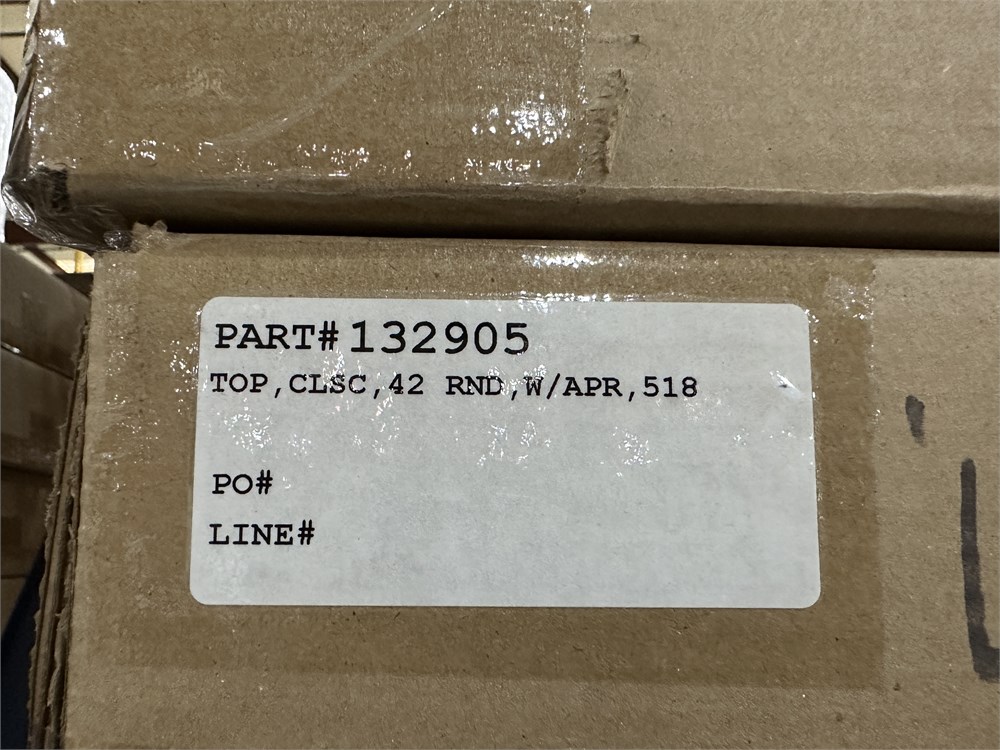 PART# 132905
TOP,CLSC,42 RND,W/APR,518
PO#
LINE#